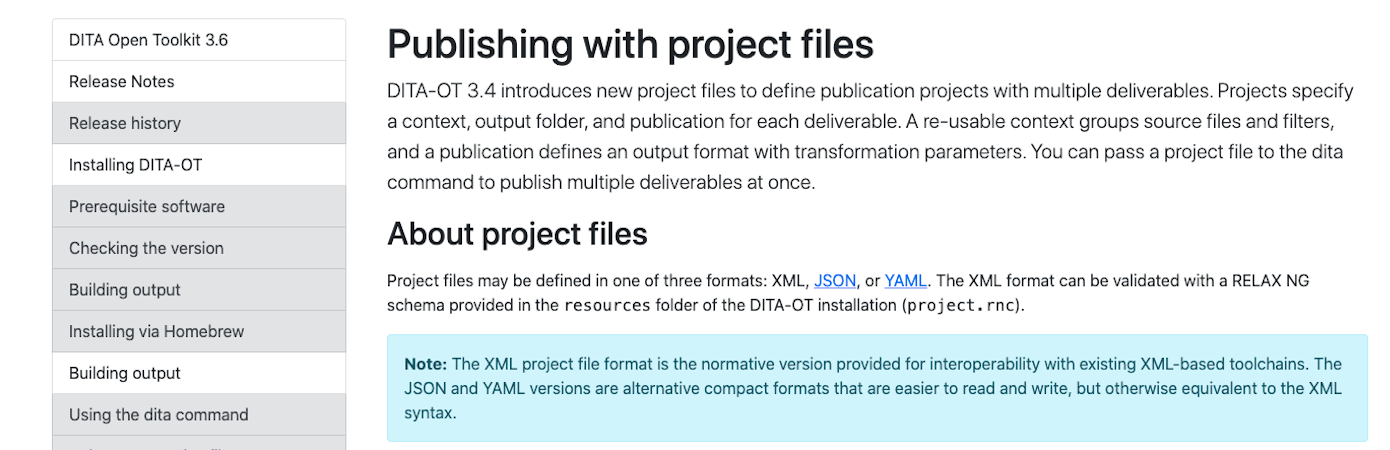 DITA Open Toolkit 3.6
Release Notes
Release history
Installing DITA-OT
Prerequisite software
Checking the version
Building output
Installing via Homebrew
Building output
Using the dita command
Publishing with project files
DITA-OT 3.4 introduces new project files to define publication projects with multiple deliverables. Projects specify
a context, output folder, and publication for each deliverable. A re-usable context groups source files and filters,
and a publication defines an output format with transformation parameters. You can pass a project file to the dita
command to publish multiple deliverables at once.
About project files
Project files may be defined in one of three formats: XML, JSON, or YAML. The XML format can be validated with a RELAX NG
schema provided in the resources folder of the DITA-OT installation (project.rnc).
Note: The XML project file format is the normative version provided for interoperability with existing XML-based toolchains. The
JSON and YAML versions are alternative compact formats that are easier to read and write, but otherwise equivalent to the XML
syntax.